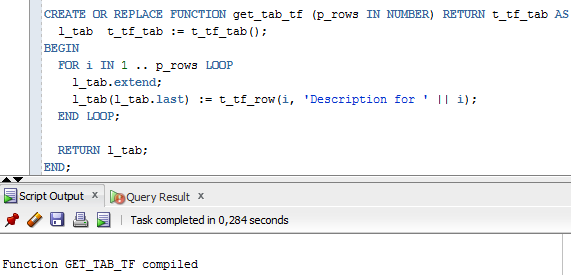 CREATE OR REPLACE FUNCTION get_tab_tf (p_rows IN NUMBER) RETURN t_tf_tab AS
  l_tab  t_tf_tab := t_tf_tab();
BEGIN
  FOR i IN 1 .. p_rows LOOP
    l_tab.extend;
    l_tab(l_tab.last) := t_tf_row(i, 'Description for ' || i);
  END LOOP;
  RETURN l_tab;
END;
Script Output x Query Result x
Task completed in 0,284 seconds
Function GET_TAB_TF compiled